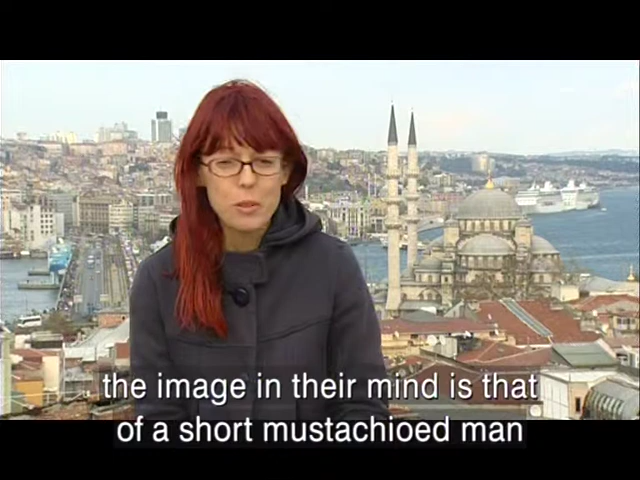 the image in their mind is that
of a short mustachioed man